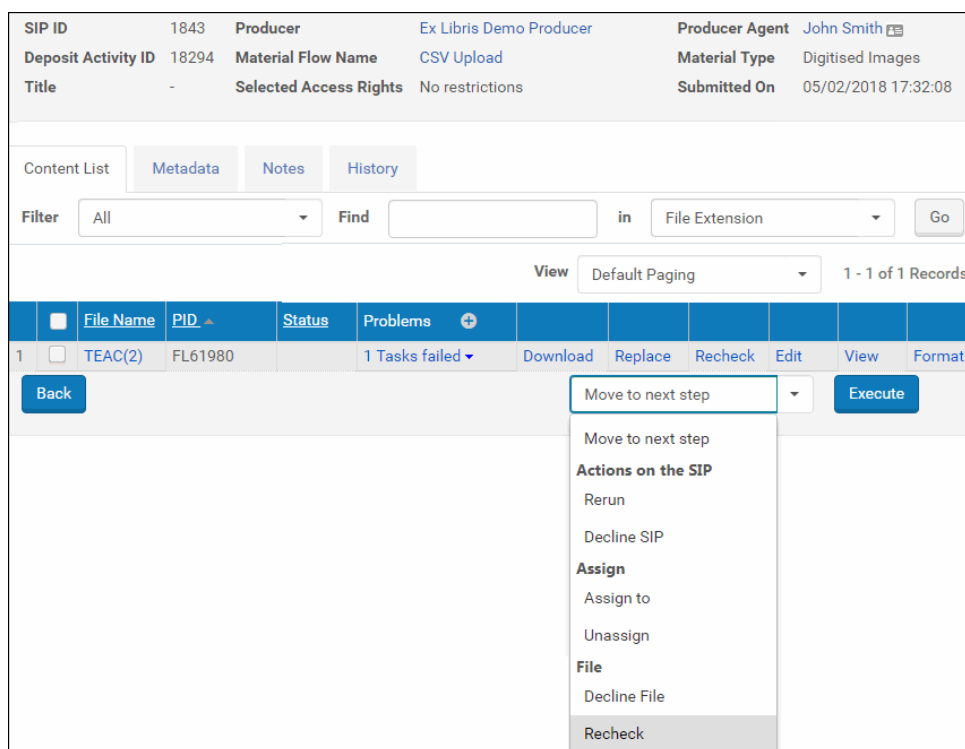 SIP ID 1843 Producer Ex Libris Demo Producer Producer Agent John Smith
Deposit Activity ID 18294 Material Flow Name CSV Upload Material Type Digitised Images
Title - Selected Access Rights No restrictions Submitted On 05/02/2018 17:32:08
Content List Metadata Notes History
Filter All Find in File Extension Go
View Default Paging 1 - 1 of 1 Records
File Name PID Status Problems
1 TEAC(2) FL61980 1 Tasks failed Download Replace Recheck Edit View Format
Back Move to next step Execute
Move to next step
Actions on the SIP
Rerun
Decline SIP
Assign
Assign to
Unassign
File
Decline File
Recheck